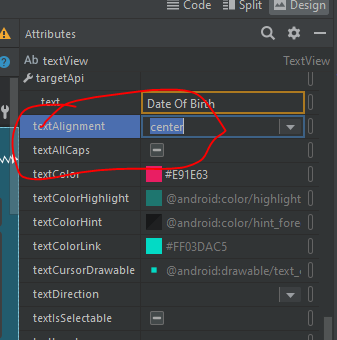 Code Split Design
Attributes
Ab textView TextView
targetApi
text Date Of Birth
textAlignment center
textAllCaps
textColor #E91E63
textColorHighlight @android:color/highlight
textColorHint @android:color/hint_fore
textColorLink #FF03DAC5
textCursorDrawable @android:drawable/text_c
textDirection
textIsSelectable